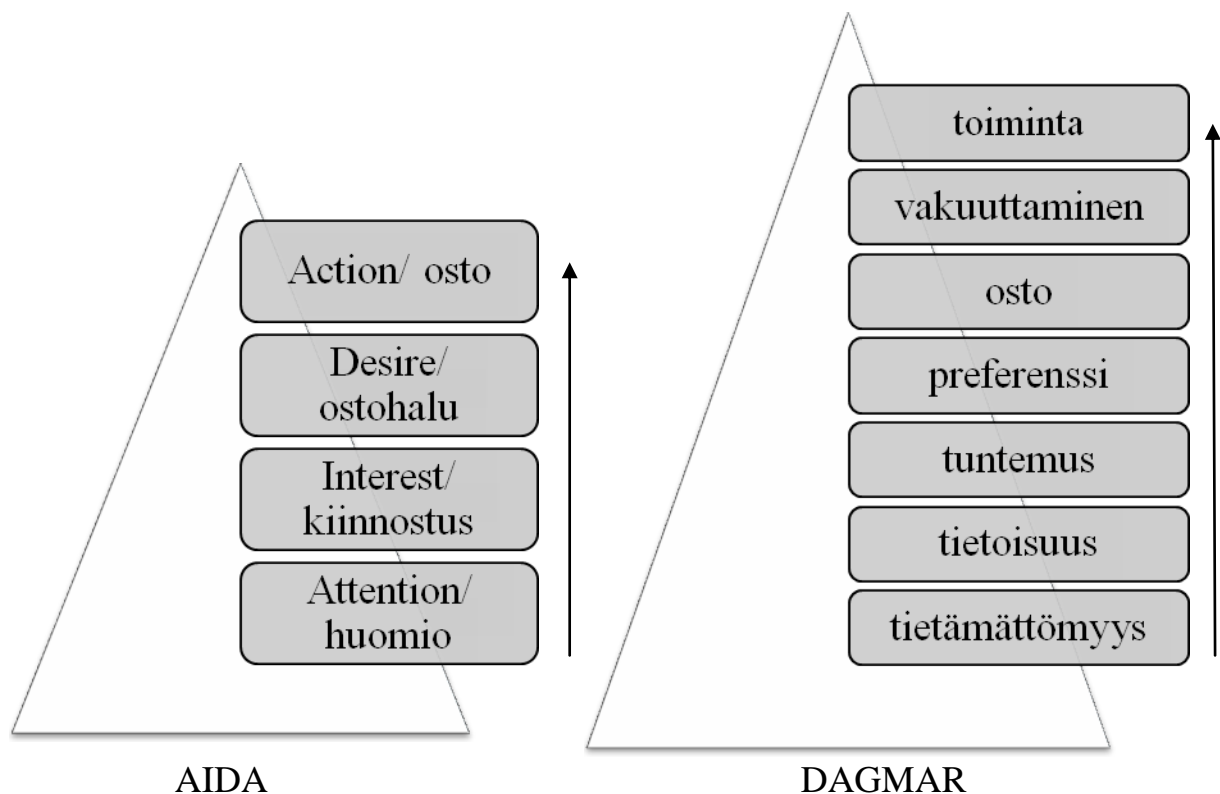 Action/ osto
Desire/
ostohalu
Interest/
kiinnostus
Attention/
huomio
AIDA
toiminta
vakuuttaminen
osto
preferenssi
tuntemus
tietoisuus
tietämättömyys
DAGMAR